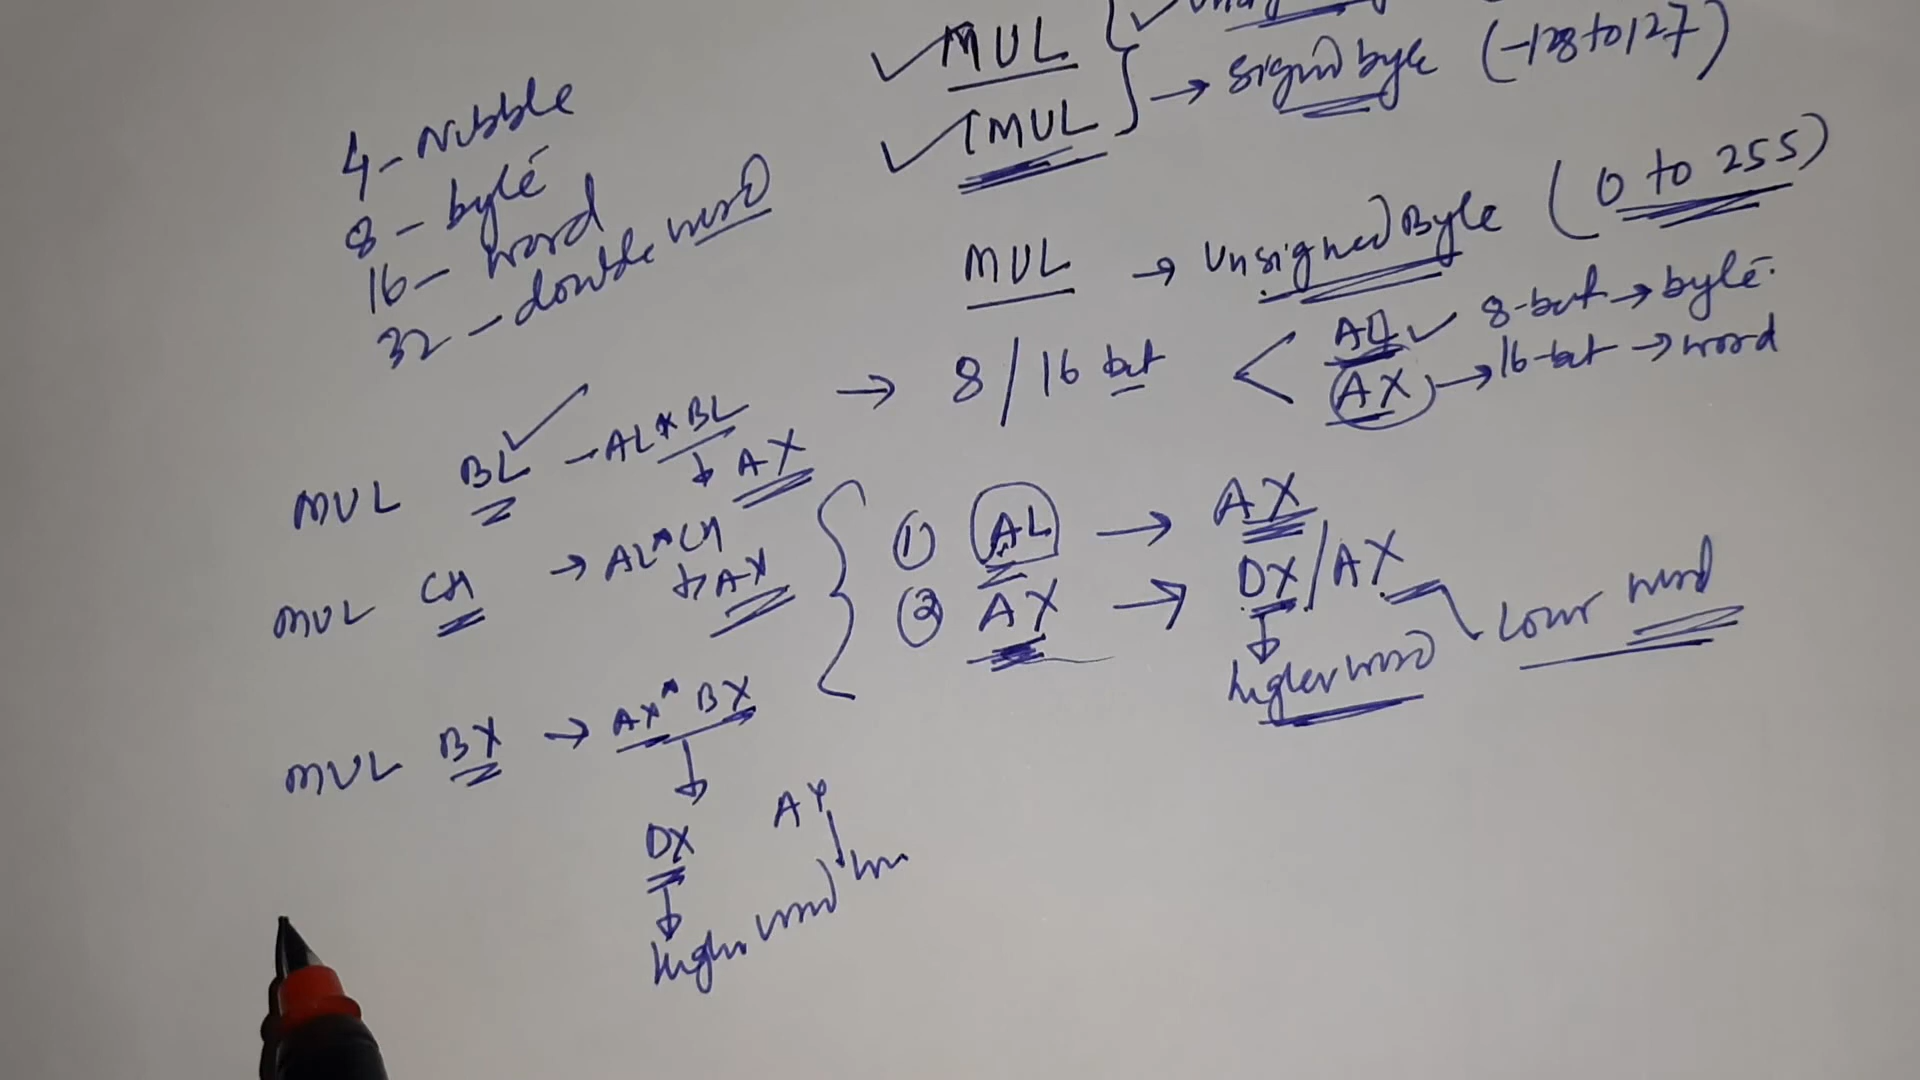 MUL
IMUL → signed byte (-128 to 127)
4 - Nibble
8 - byte
16 - word
32 - double word
MUL → Unsigned Byte (0 to 255)
→ 8/16 bit < AL 8-bit → byte
AX → 16-bit → word
MUL BL - AL * BL
↓ AX
MUL CH → AL * CH
↳ AX
① AL → AX
② AX → DX/AX
↓ Lower word
higher word
MUL BX → AX * BX
↓
DX AX
↓ ↓
higher word